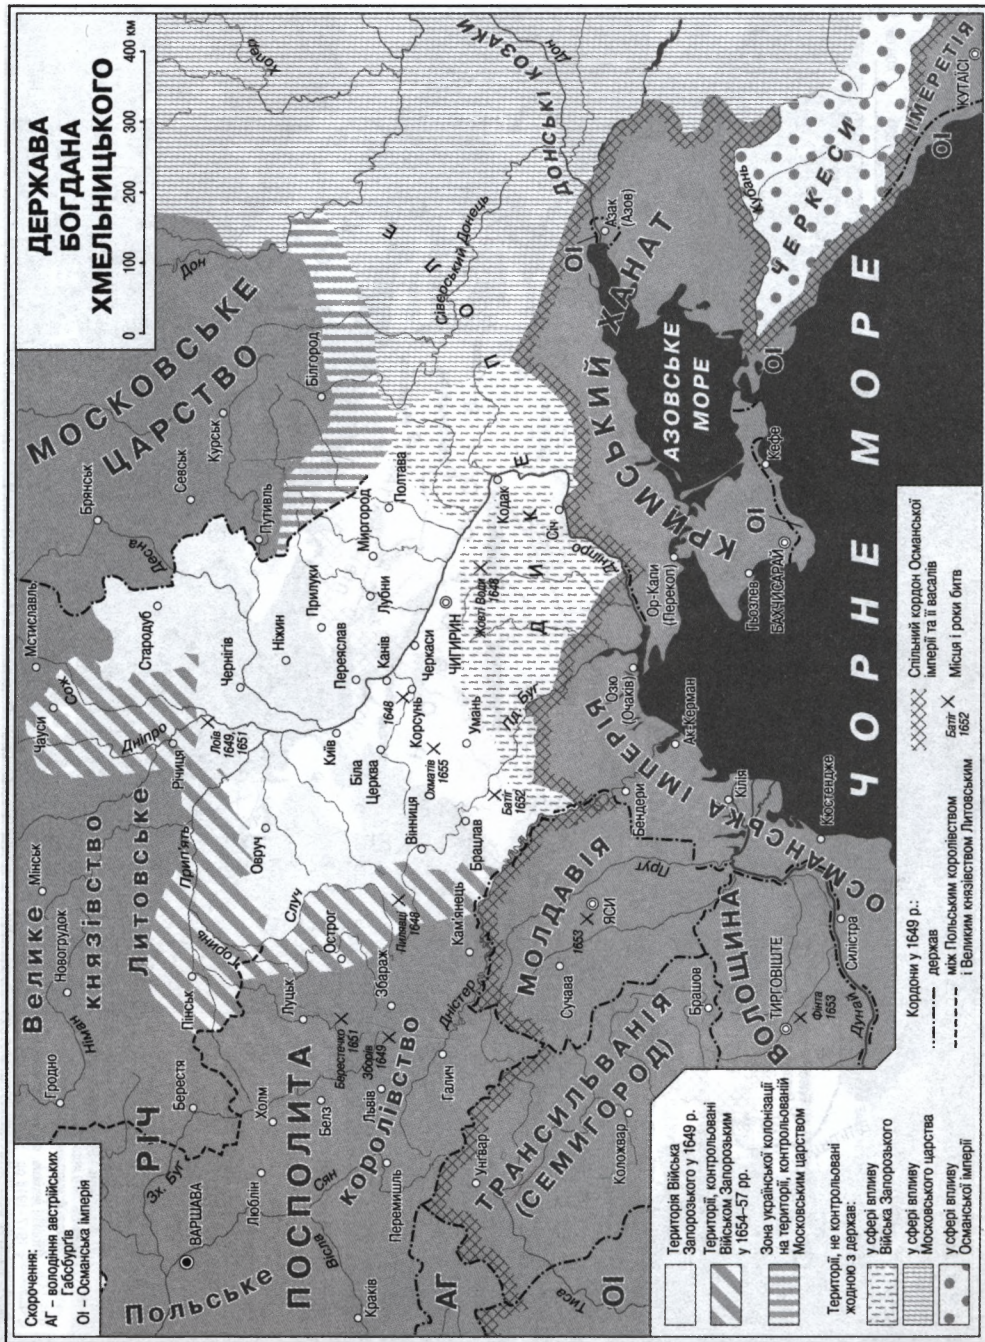 ДЕРЖАВА
БОГДАНА
ХМЕЛЬНИЦЬКОГО
0 100 200 300 400 км
Скорочення:
АГ – володіння австрійських
Габсбургів
ОІ – Османська імперія
МОСКОВСЬКЕ
ЦАРСТВО
ВЕЛИКЕ
КНЯЗІВСТВО
ЛИТОВСЬКЕ
РІЧ
ПОСПОЛИТА
Польське
королівство
ДОНСЬКІ КОЗАКИ
ДИКЕ ПОЛЕ
Ш Л
КРИМСЬКИЙ ХАНАТ
ЧЕРКЕСИ
ІМЕРЕТІЯ
КУТАЇСІ
АЗОВСЬКЕ
МОРЕ
ЧОРНЕ МОРЕ
ОСМАНСЬКА ІМПЕРІЯ
МОЛДАВІЯ
ВОЛОЩИНА
ТРАНСИЛЬВАНІЯ
(СЕМИГОРОД)
АГ
ОІ
ОІ
ОІ
ОІ
ОІ
Хопер
Дон
Дон
Сіверський Донець
Кубань
Десна
Сож
Дніпро
Дніпро
Прип'ять
Случ
Горинь
Німан
Зх. Буг
Сян
Вісла
Дністер
Пд. Буг
Прут
Дунай
Тиса
Мстиславль
Брянськ
Севськ
Курськ
Білгород
Путивль
Чауси
Стародуб
Чернігів
Ніжин
Прилуки
Миргород
Полтава
Лубни
Переяслав
Канів
Черкаси
ЧИГИРИН
Кодак
Січ
Жовті Води
1648
Річиця
Лоїв
1649,
1651
Київ
Біла
Церква
Корсунь
1648
Охматів
1655
Умань
Овруч
Вінниця
Брацлав
Батіг
1652
Мінськ
Новогрудок
Гродно
Пінськ
Берестя
Острог
Пилявці
1648
Кам'янець
Луцьк
Збараж
Берестечко
1651
Зборів
1649
Холм
Белз
Львів
Галич
ВАРШАВА
Люблін
Перемишль
Краків
Унгвар
Коложвар
Брашов
Сучава
ЯСИ
1653
ТИРГОВІШТЕ
Фінта
1653
Силістра
Кюстендже
Кілія
Бендери
Ак-Керман
Озю
(Очаків)
Ор-Капи
(Перекоп)
Гьозлев
БАХЧИСАРАЙ
Кефе
Азак
(Азов)
Територія Війська
Запорозького у 1649 р.
Території, контрольовані
Військом Запорозьким
у 1654–57 рр.
Зона української колонізації
на території, контрольованій
Московським царством
Території, не контрольовані
жодною з держав:
у сфері впливу
Війська Запорозького
у сфері впливу
Московського царства
у сфері впливу
Османської імперії
Кордони у 1649 р.:
держав
між Польським королівством
і Великим князівством Литовським
Спільний кордон Османської
імперії та її васалів
Батіг
1652
Місця і роки битв